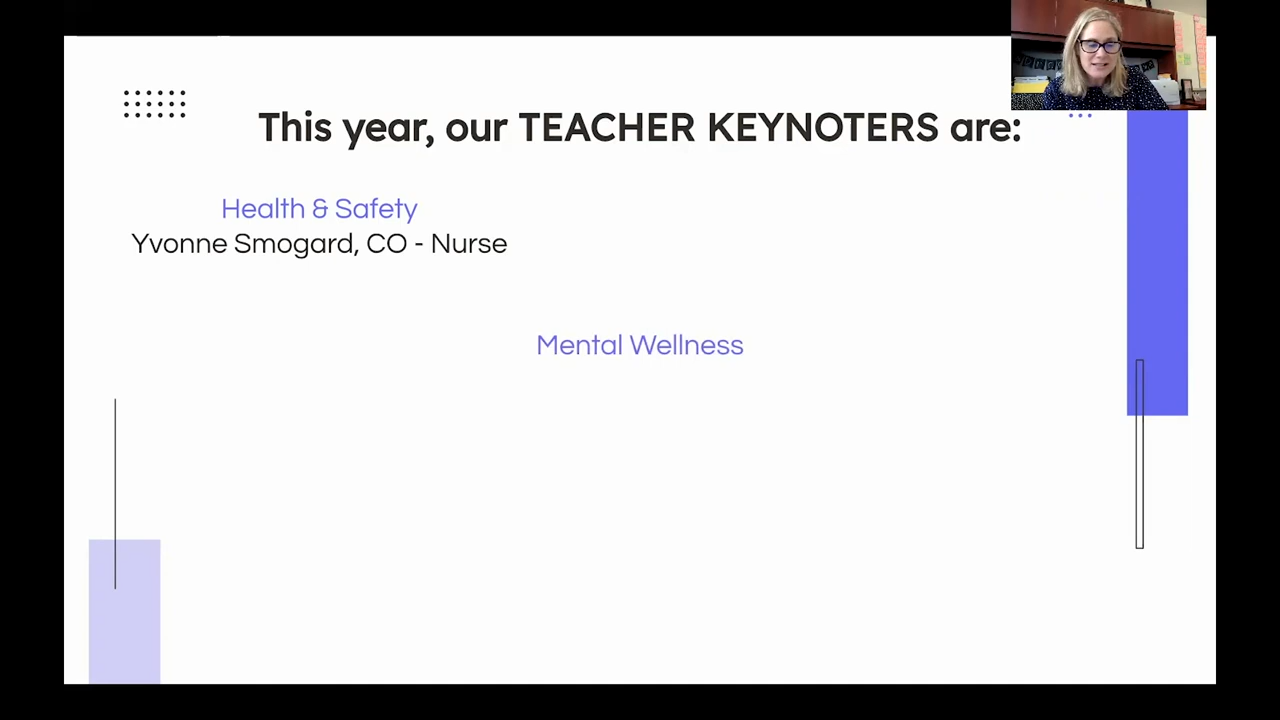 This year, our TEACHER KEYNOTERS are:
Health & Safety
Yvonne Smogard, CO - Nurse
Mental Wellness